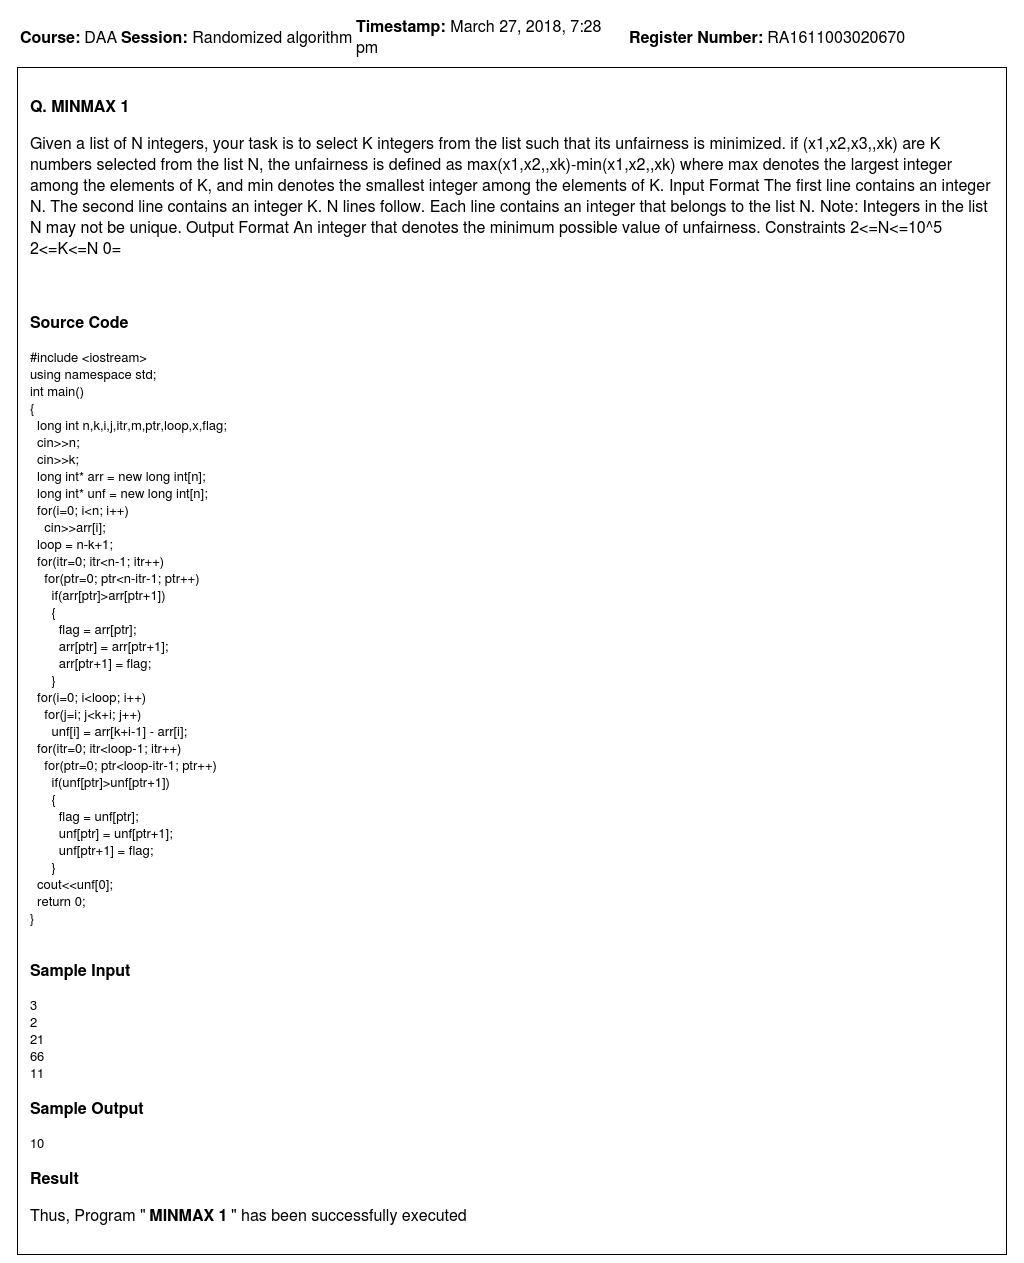 Course: DAA Session: Randomized algorithm Timestamp: March 27, 2018, 7:28 pm Register Number: RA1611003020670
Q. MINMAX 1
Given a list of N integers, your task is to select K integers from the list such that its unfairness is minimized. if (x1,x2,x3,,xk) are K
numbers selected from the list N, the unfairness is defined as max(x1,x2,,xk)-min(x1,x2,,xk) where max denotes the largest integer
among the elements of K, and min denotes the smallest integer among the elements of K. Input Format The first line contains an integer
N. The second line contains an integer K. N lines follow. Each line contains an integer that belongs to the list N. Note: Integers in the list
N may not be unique. Output Format An integer that denotes the minimum possible value of unfairness. Constraints 2<=N<=10^5
2<=K<=N 0=
Source Code
#include <iostream>
using namespace std;
int main()
{
  long int n,k,i,j,itr,m,ptr,loop,x,flag;
  cin>>n;
  cin>>k;
  long int* arr = new long int[n];
  long int* unf = new long int[n];
  for(i=0; i<n; i++)
    cin>>arr[i];
  loop = n-k+1;
  for(itr=0; itr<n-1; itr++)
    for(ptr=0; ptr<n-itr-1; ptr++)
      if(arr[ptr]>arr[ptr+1])
      {
        flag = arr[ptr];
        arr[ptr] = arr[ptr+1];
        arr[ptr+1] = flag;
      }
  for(i=0; i<loop; i++)
    for(j=i; j<k+i; j++)
      unf[i] = arr[k+i-1] - arr[i];
  for(itr=0; itr<loop-1; itr++)
    for(ptr=0; ptr<loop-itr-1; ptr++)
      if(unf[ptr]>unf[ptr+1])
      {
        flag = unf[ptr];
        unf[ptr] = unf[ptr+1];
        unf[ptr+1] = flag;
      }
  cout<<unf[0];
  return 0;
}
Sample Input
3
2
21
66
11
Sample Output
10
Result
Thus, Program " MINMAX 1 " has been successfully executed